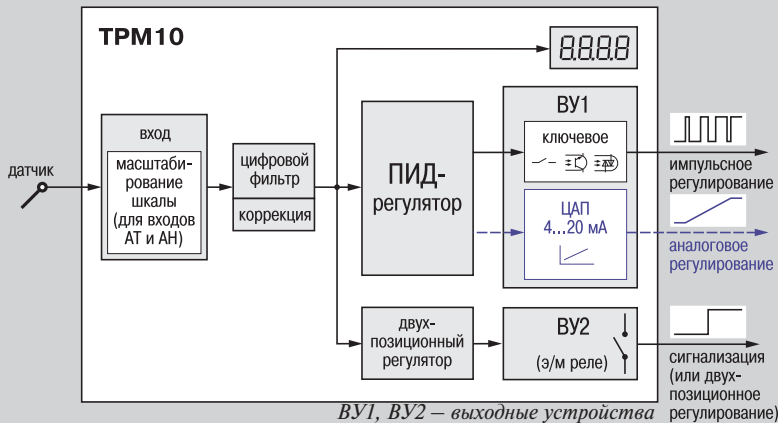 ТРМ10
8.8.8.8
датчик
вход
масштаби-
рование
шкалы
(для входов
АТ и АН)
цифровой
фильтр
коррекция
ПИД-
регулятор
ВУ1
ключевое
ЦАП
4...20 мА
импульсное
регулирование
аналоговое
регулирование
двух-
позиционный
регулятор
ВУ2
(э/м реле)
сигнализация
(или двух-
позиционное
регулирование)
ВУ1, ВУ2 – выходные устройства